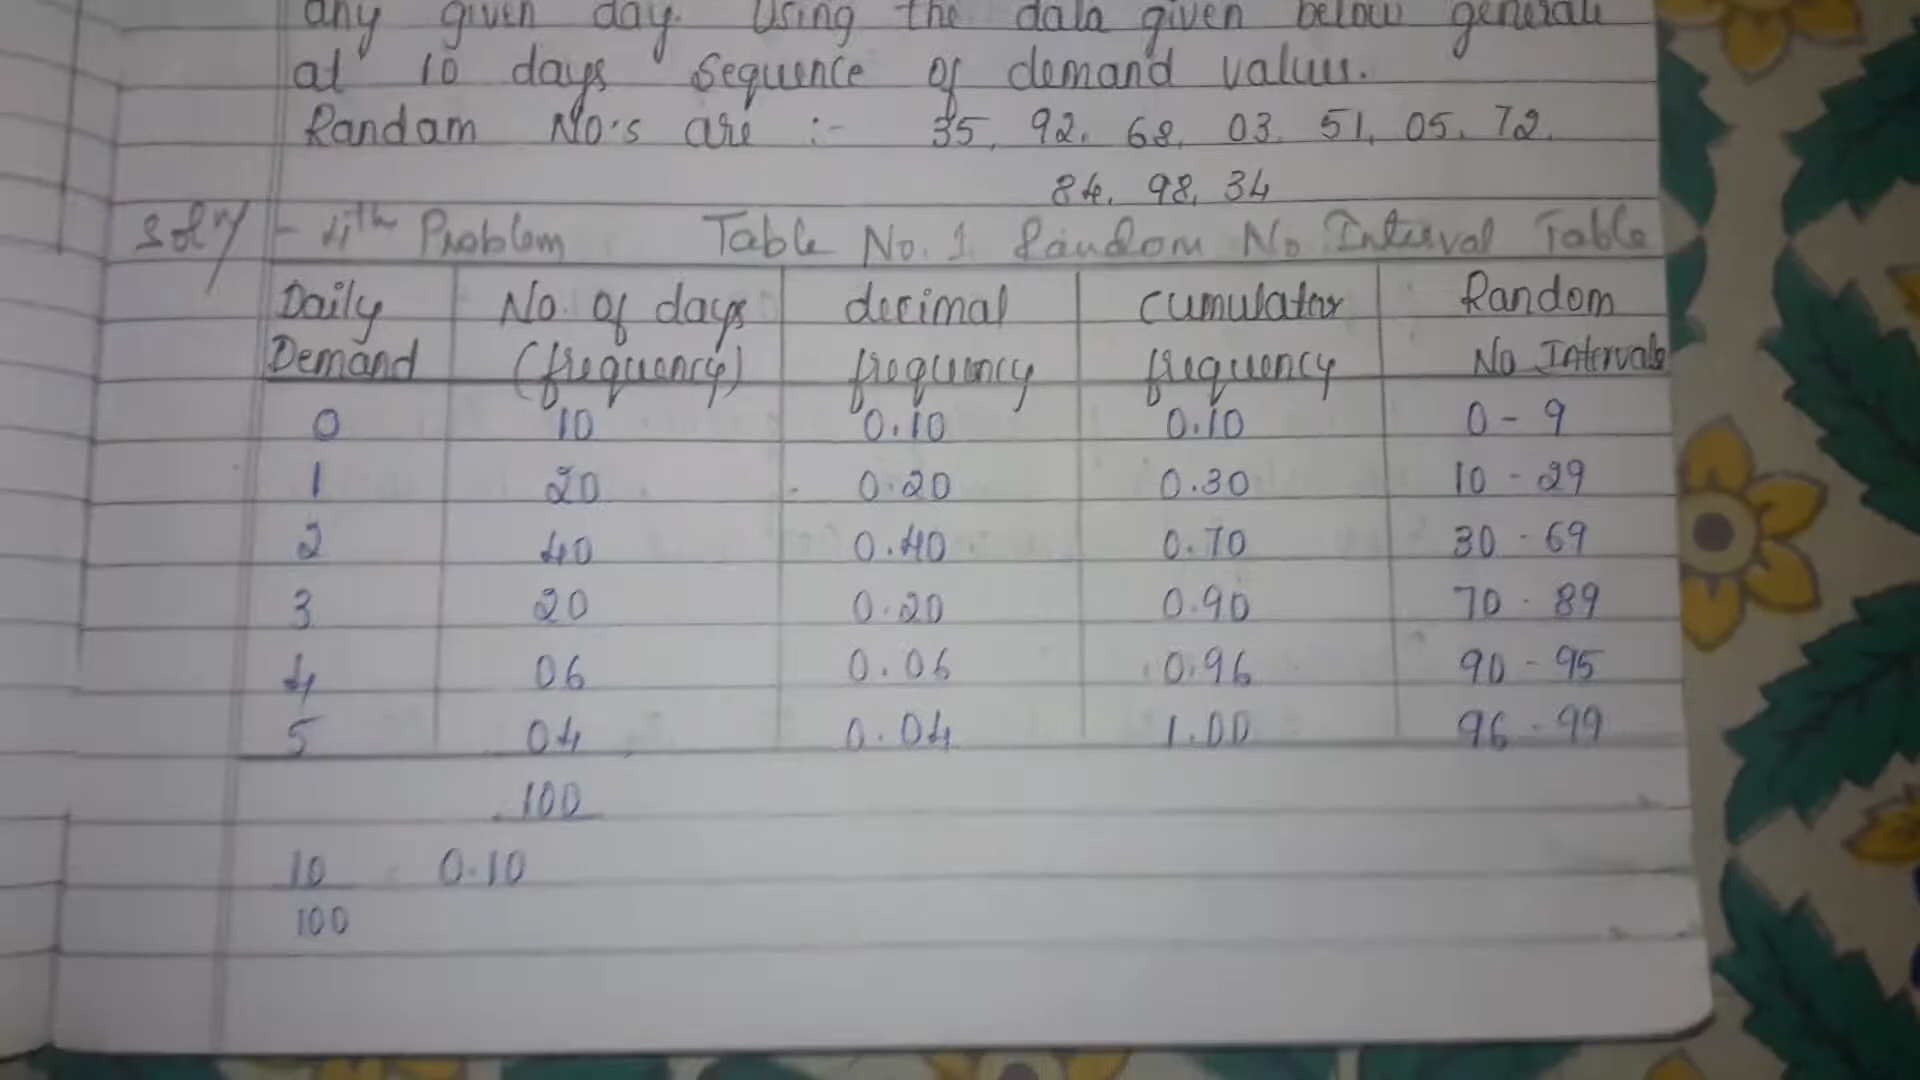 any given day. Using the data given below generate
at 10 days sequence of demand values.
Randam No's are :- 35, 92, 68, 03, 51, 05, 72,
84, 98, 34
Soln - 4th Problem Table No. 1 Random No Interval Table
Daily Demand No. of days (frequency) decimal frequency cumulator frequency Random No Intervals
0 10 0.10 0.10 0-9
1 20 0.20 0.30 10-29
2 40 0.40 0.70 30-69
3 20 0.20 0.90 70-89
4 06 0.06 0.96 90-95
5 04 0.04 1.00 96-99
100
10 0.10
100